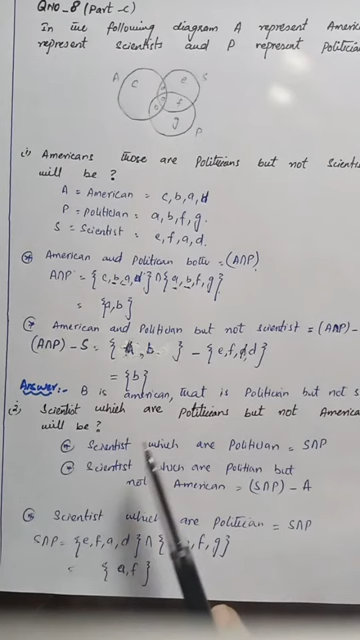 QNO_8 (Part-c)
In the following diagram A represent Ameri
represent scientists and P represent Politicia
A c e S
f
g
P
i) Americans those are Politicians but not Scienti
will be?
A = American = c, b, a, d
P = politician = a, b, f, g.
S = Scientist = e, f, a, d.
* American and Politician both = (A∩P)
A∩P = {c, b, a, d} ∩ {a, b, f, g}
= {a, b}
* American and Politician but not scientist = (A∩P) -
(A∩P) - S = { b } - {e, f, a, d}
= {b}
Answer:- B is american, that is Politician but not s
Scientist which are Politicians but not America
will be?
* Scientist which are Politician = S∩P
* Scientist which are Politian but
not American = (S∩P) - A
* Scientist which are Politician = S∩P
S∩P = {e, f, a, d} ∩ { , f, g}
= {a, f}